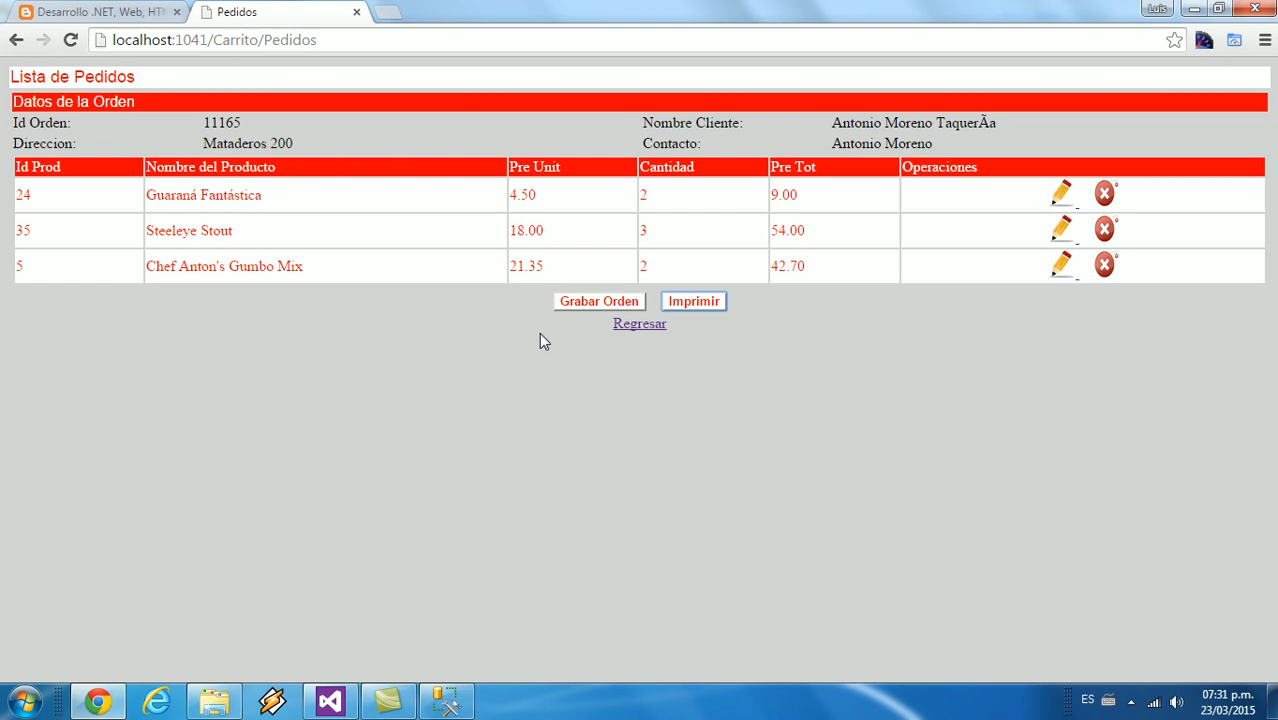 Desarrollo .NET, Web, HTM
Pedidos
Luis
localhost:1041/Carrito/Pedidos
Lista de Pedidos
Datos de la Orden
Id Orden: 11165 Nombre Cliente: Antonio Moreno TaquerÃa
Direccion: Mataderos 200 Contacto: Antonio Moreno
Id Prod Nombre del Producto Pre Unit Cantidad Pre Tot Operaciones
24 Guaraná Fantástica 4.50 2 9.00
35 Steeleye Stout 18.00 3 54.00
5 Chef Anton's Gumbo Mix 21.35 2 42.70
Grabar Orden Imprimir
Regresar
ES
07:31 p.m.
23/03/2015